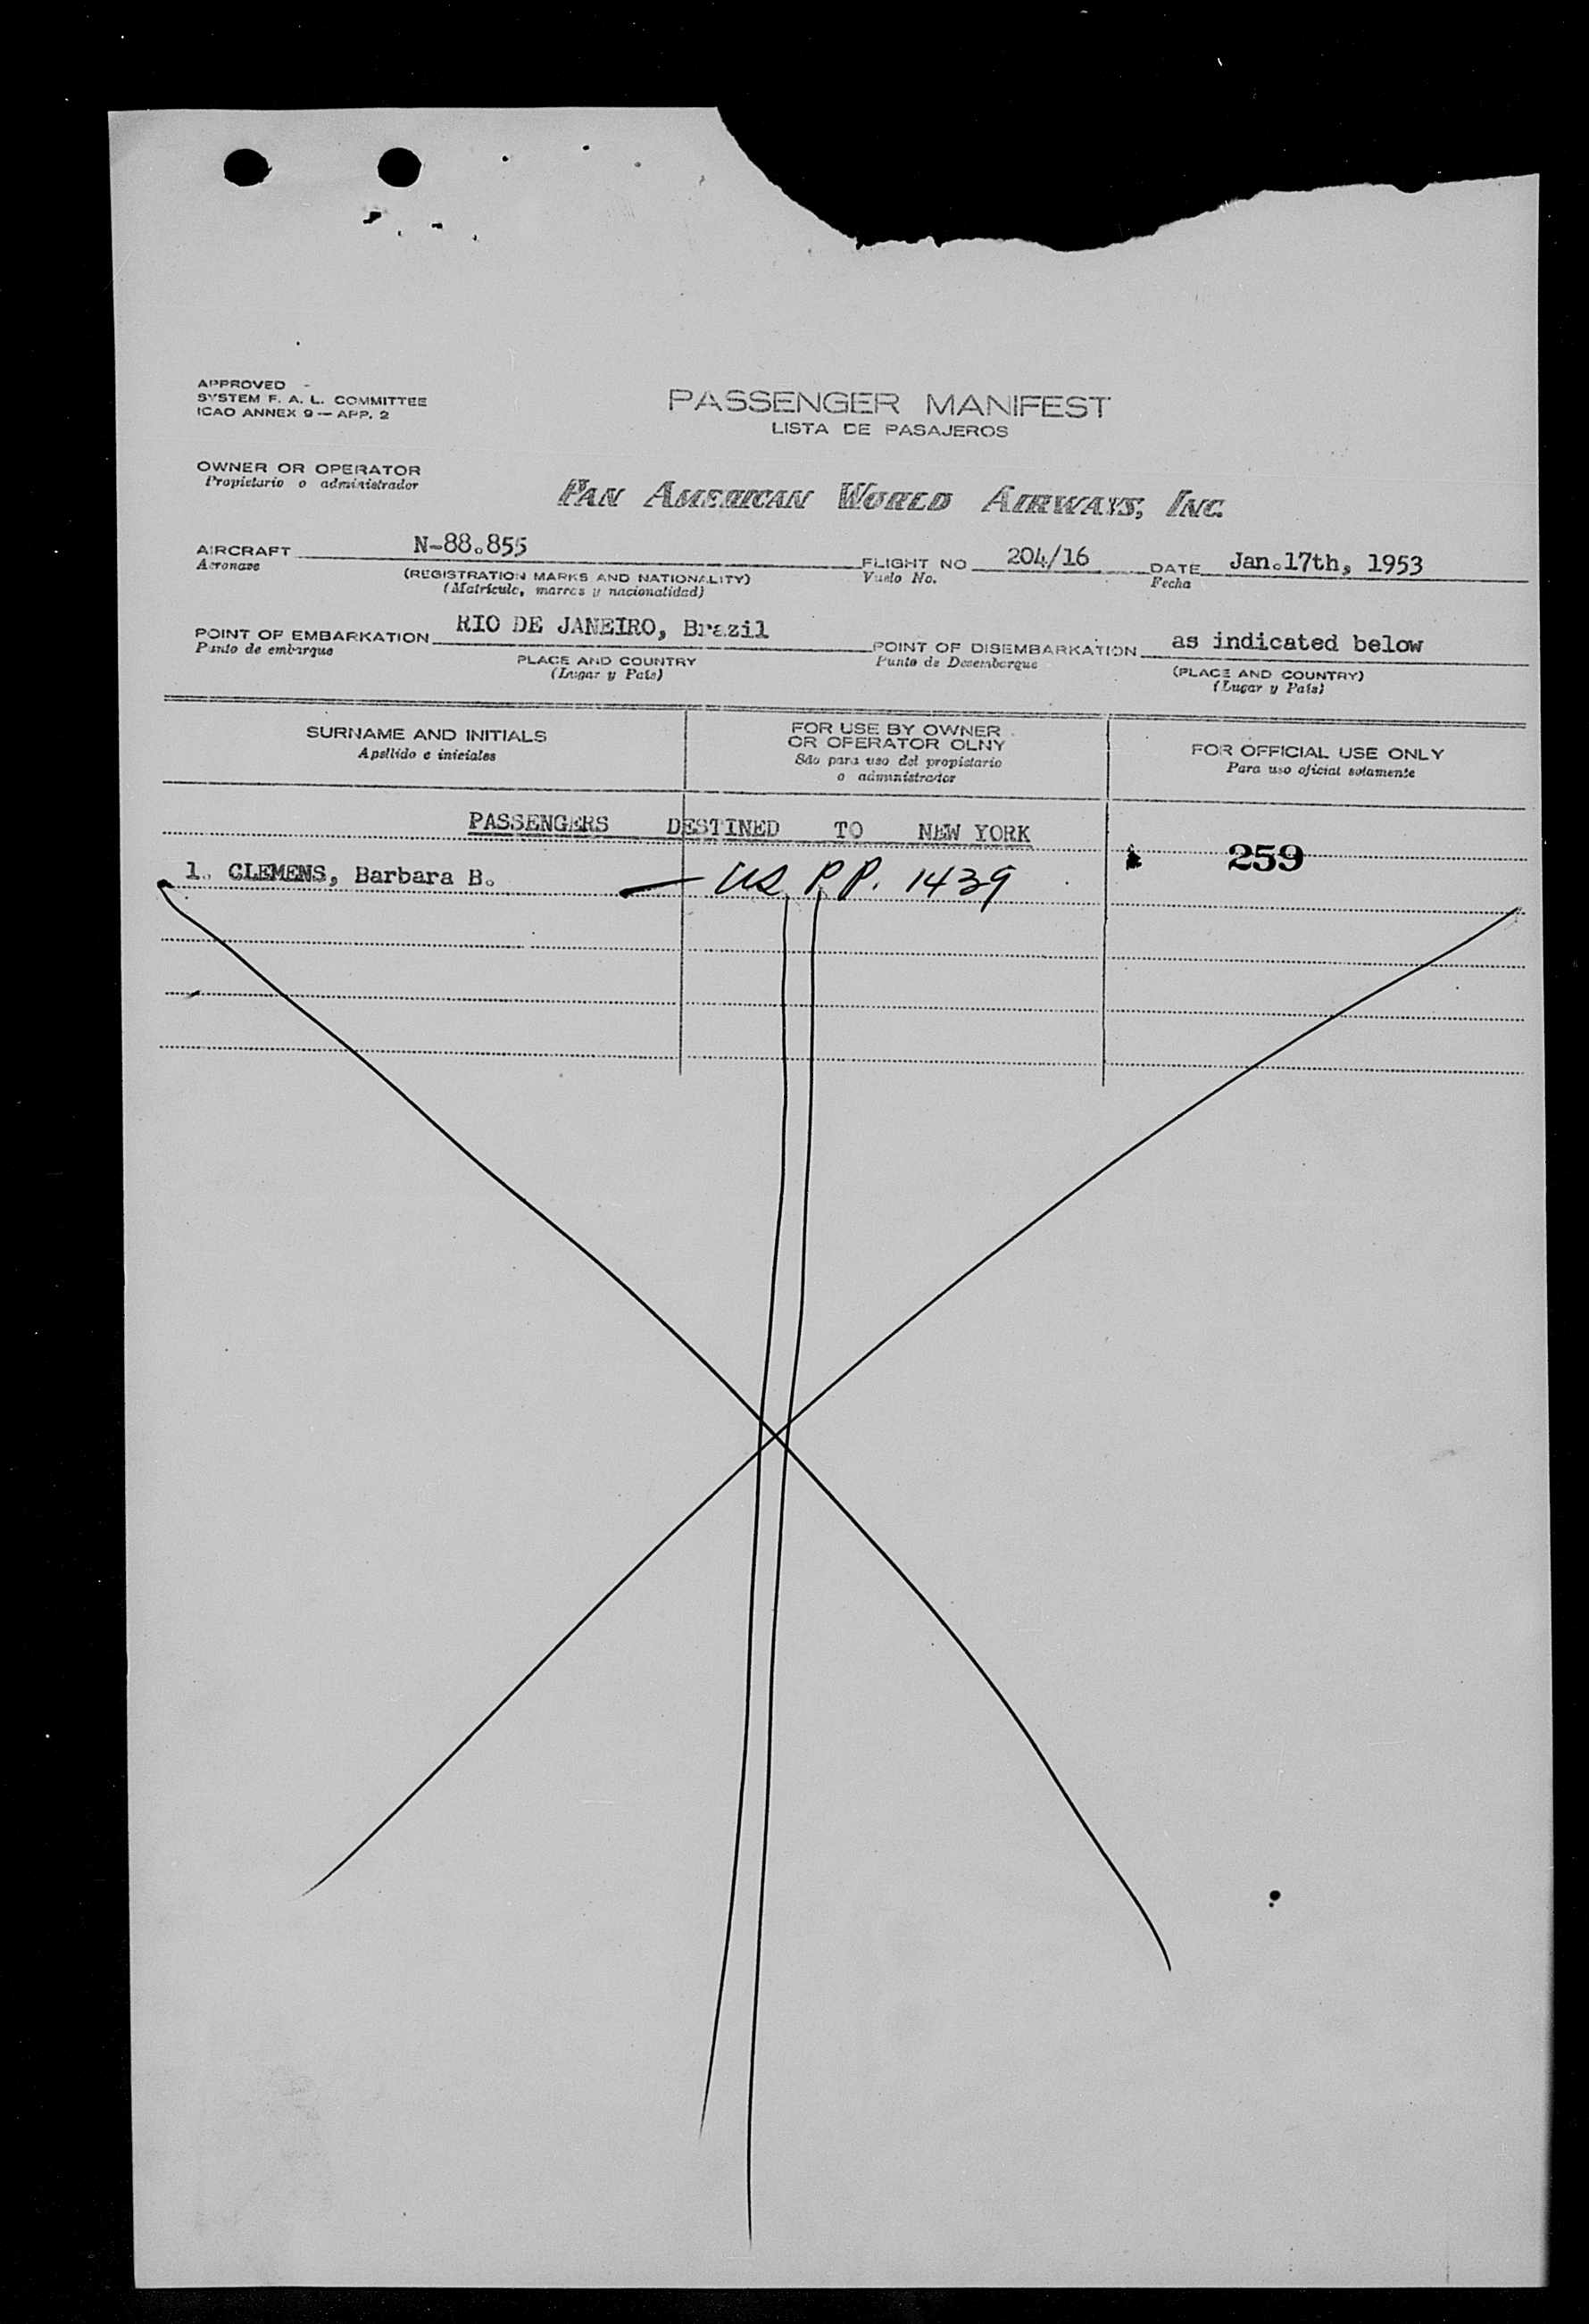 APPROVED -
SYSTEM F. A. L. COMMITTEE
ICAO ANNEX 9 — APP. 2
PASSENGER MANIFEST
LISTA DE PASAJEROS
OWNER OR OPERATOR
Propietario o administrador
PAN AMERICAN WORLD AIRWAYS, INC.
AIRCRAFT N-88.855 FLIGHT NO 204/16 DATE Jan.17th, 1953
Aeronave (REGISTRATION MARKS AND NATIONALITY) Vuelo No. Fecha
(Matricula, marcas y nacionalidad)
POINT OF EMBARKATION RIO DE JANEIRO, Brazil POINT OF DISEMBARKATION as indicated below
Punto de embarque PLACE AND COUNTRY Punto de Desembarque (PLACE AND COUNTRY)
(Lugar y País) (Lugar y País)
SURNAME AND INITIALS
Apellido e iniciales
FOR USE BY OWNER
OR OPERATOR OLNY
Sdo para uso del propietario
o administrador
FOR OFFICIAL USE ONLY
Para uso oficial solamente
PASSENGERS DESTINED TO NEW YORK
259
1. CLEMENS, Barbara B. — US PP. 1439